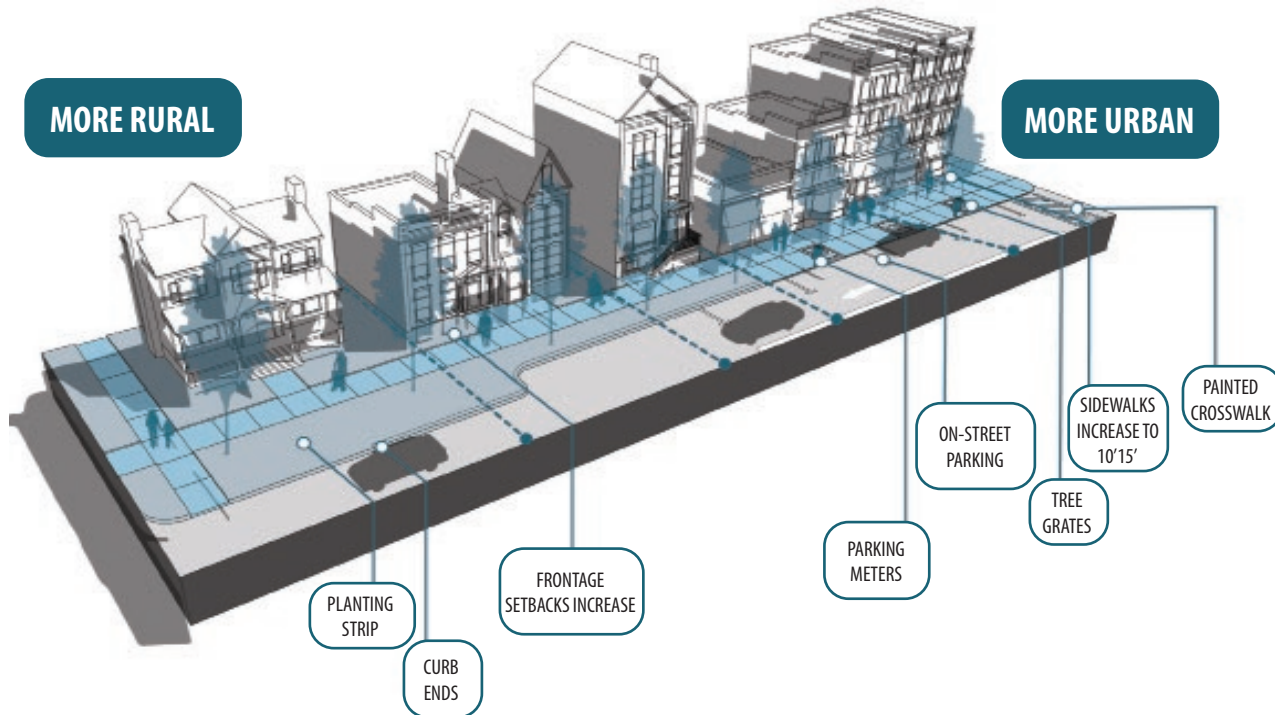 MORE RURAL
MORE URBAN
PLANTING
STRIP
CURB
ENDS
FRONTAGE
SETBACKS INCREASE
PARKING
METERS
ON-STREET
PARKING
TREE
GRATES
SIDEWALKS
INCREASE TO
10'15'
PAINTED
CROSSWALK